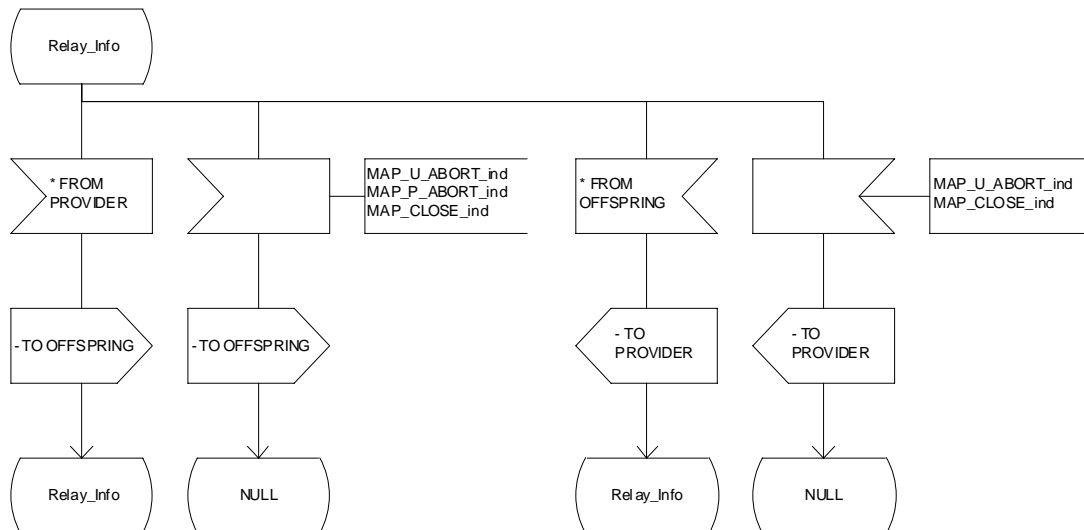 Relay_Info
* FROM
PROVIDER
MAP_U_ABORT_ind
MAP_P_ABORT_ind
MAP_CLOSE_ind
* FROM
OFFSPRING
MAP_U_ABORT_ind
MAP_CLOSE_ind
- TO OFFSPRING
- TO OFFSPRING
- TO
PROVIDER
- TO
PROVIDER
Relay_Info
NULL
Relay_Info
NULL